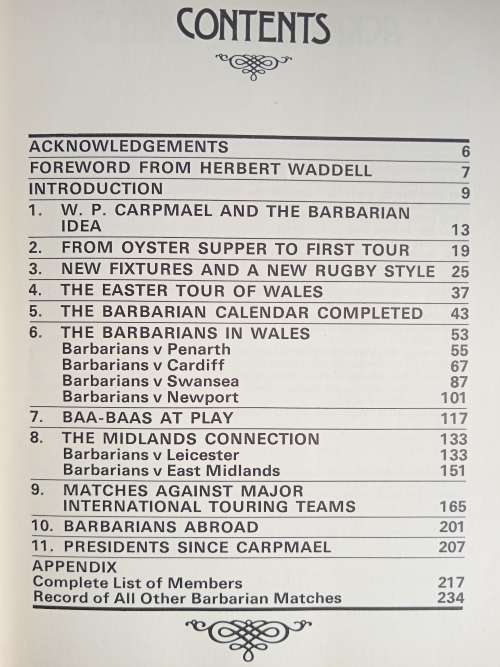 CONTENTS
ACKNOWLEDGEMENTS 6
FOREWORD FROM HERBERT WADDELL 7
INTRODUCTION 9
1. W. P. CARPMAEL AND THE BARBARIAN
IDEA 13
2. FROM OYSTER SUPPER TO FIRST TOUR 19
3. NEW FIXTURES AND A NEW RUGBY STYLE 25
4. THE EASTER TOUR OF WALES 37
5. THE BARBARIAN CALENDAR COMPLETED 43
6. THE BARBARIANS IN WALES 53
Barbarians v Penarth 55
Barbarians v Cardiff 67
Barbarians v Swansea 87
Barbarians v Newport 101
7. BAA-BAAS AT PLAY 117
8. THE MIDLANDS CONNECTION 133
Barbarians v Leicester 133
Barbarians v East Midlands 151
9. MATCHES AGAINST MAJOR
INTERNATIONAL TOURING TEAMS 165
10. BARBARIANS ABROAD 201
11. PRESIDENTS SINCE CARPMAEL 207
APPENDIX
Complete List of Members 217
Record of All Other Barbarian Matches 234